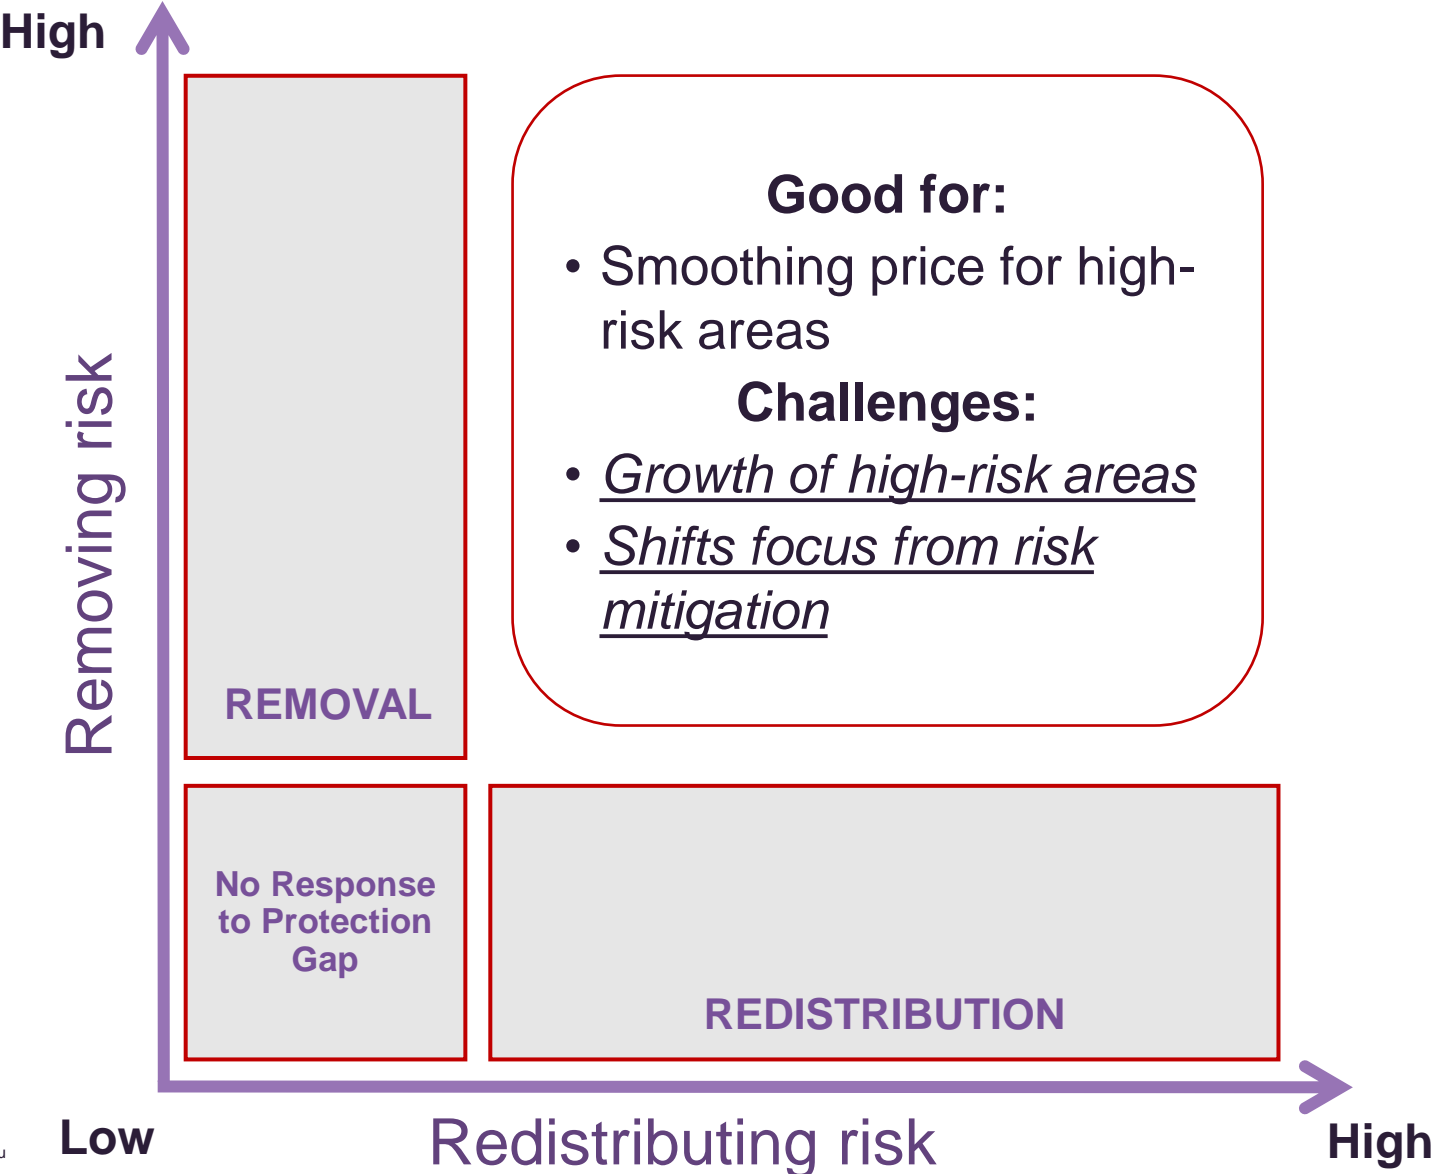 High
Good for:
• Smoothing price for high-
risk areas
Challenges:
• Growth of high-risk areas
• Shifts focus from risk
mitigation
Removing risk
REMOVAL
No Response
to Protection
Gap
REDISTRIBUTION
Low
Redistributing risk
High